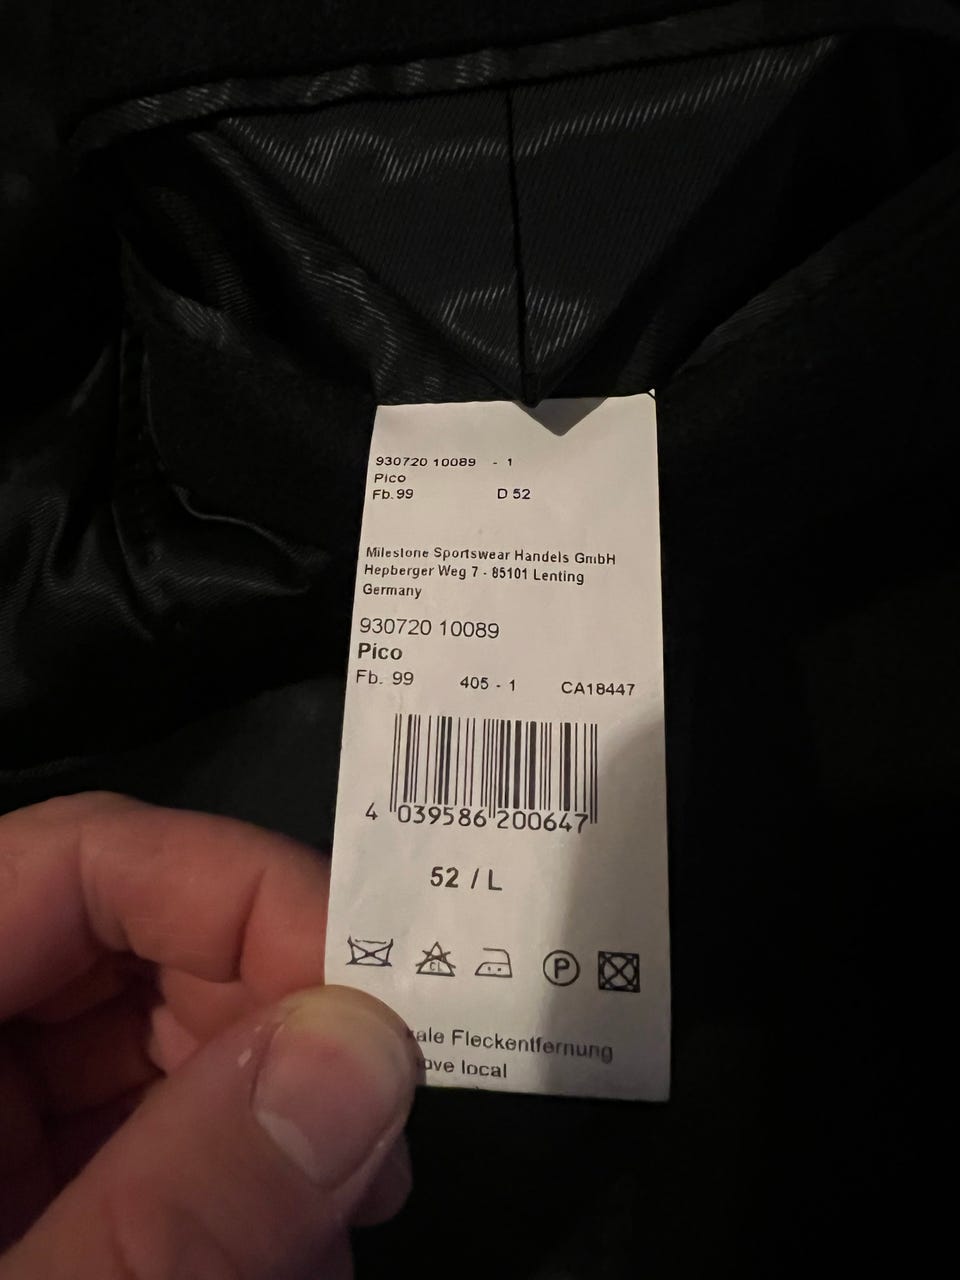 930720 10089 - 1
Pico
Fb. 99 D 52
Milestone Sportswear Handels GmbH
Hepberger Weg 7 - 85101 Lenting
Germany
930720 10089
Pico
Fb. 99 405 - 1 CA18447
4 039586 200647
52 / L
CL P
Fleckentfernung
local